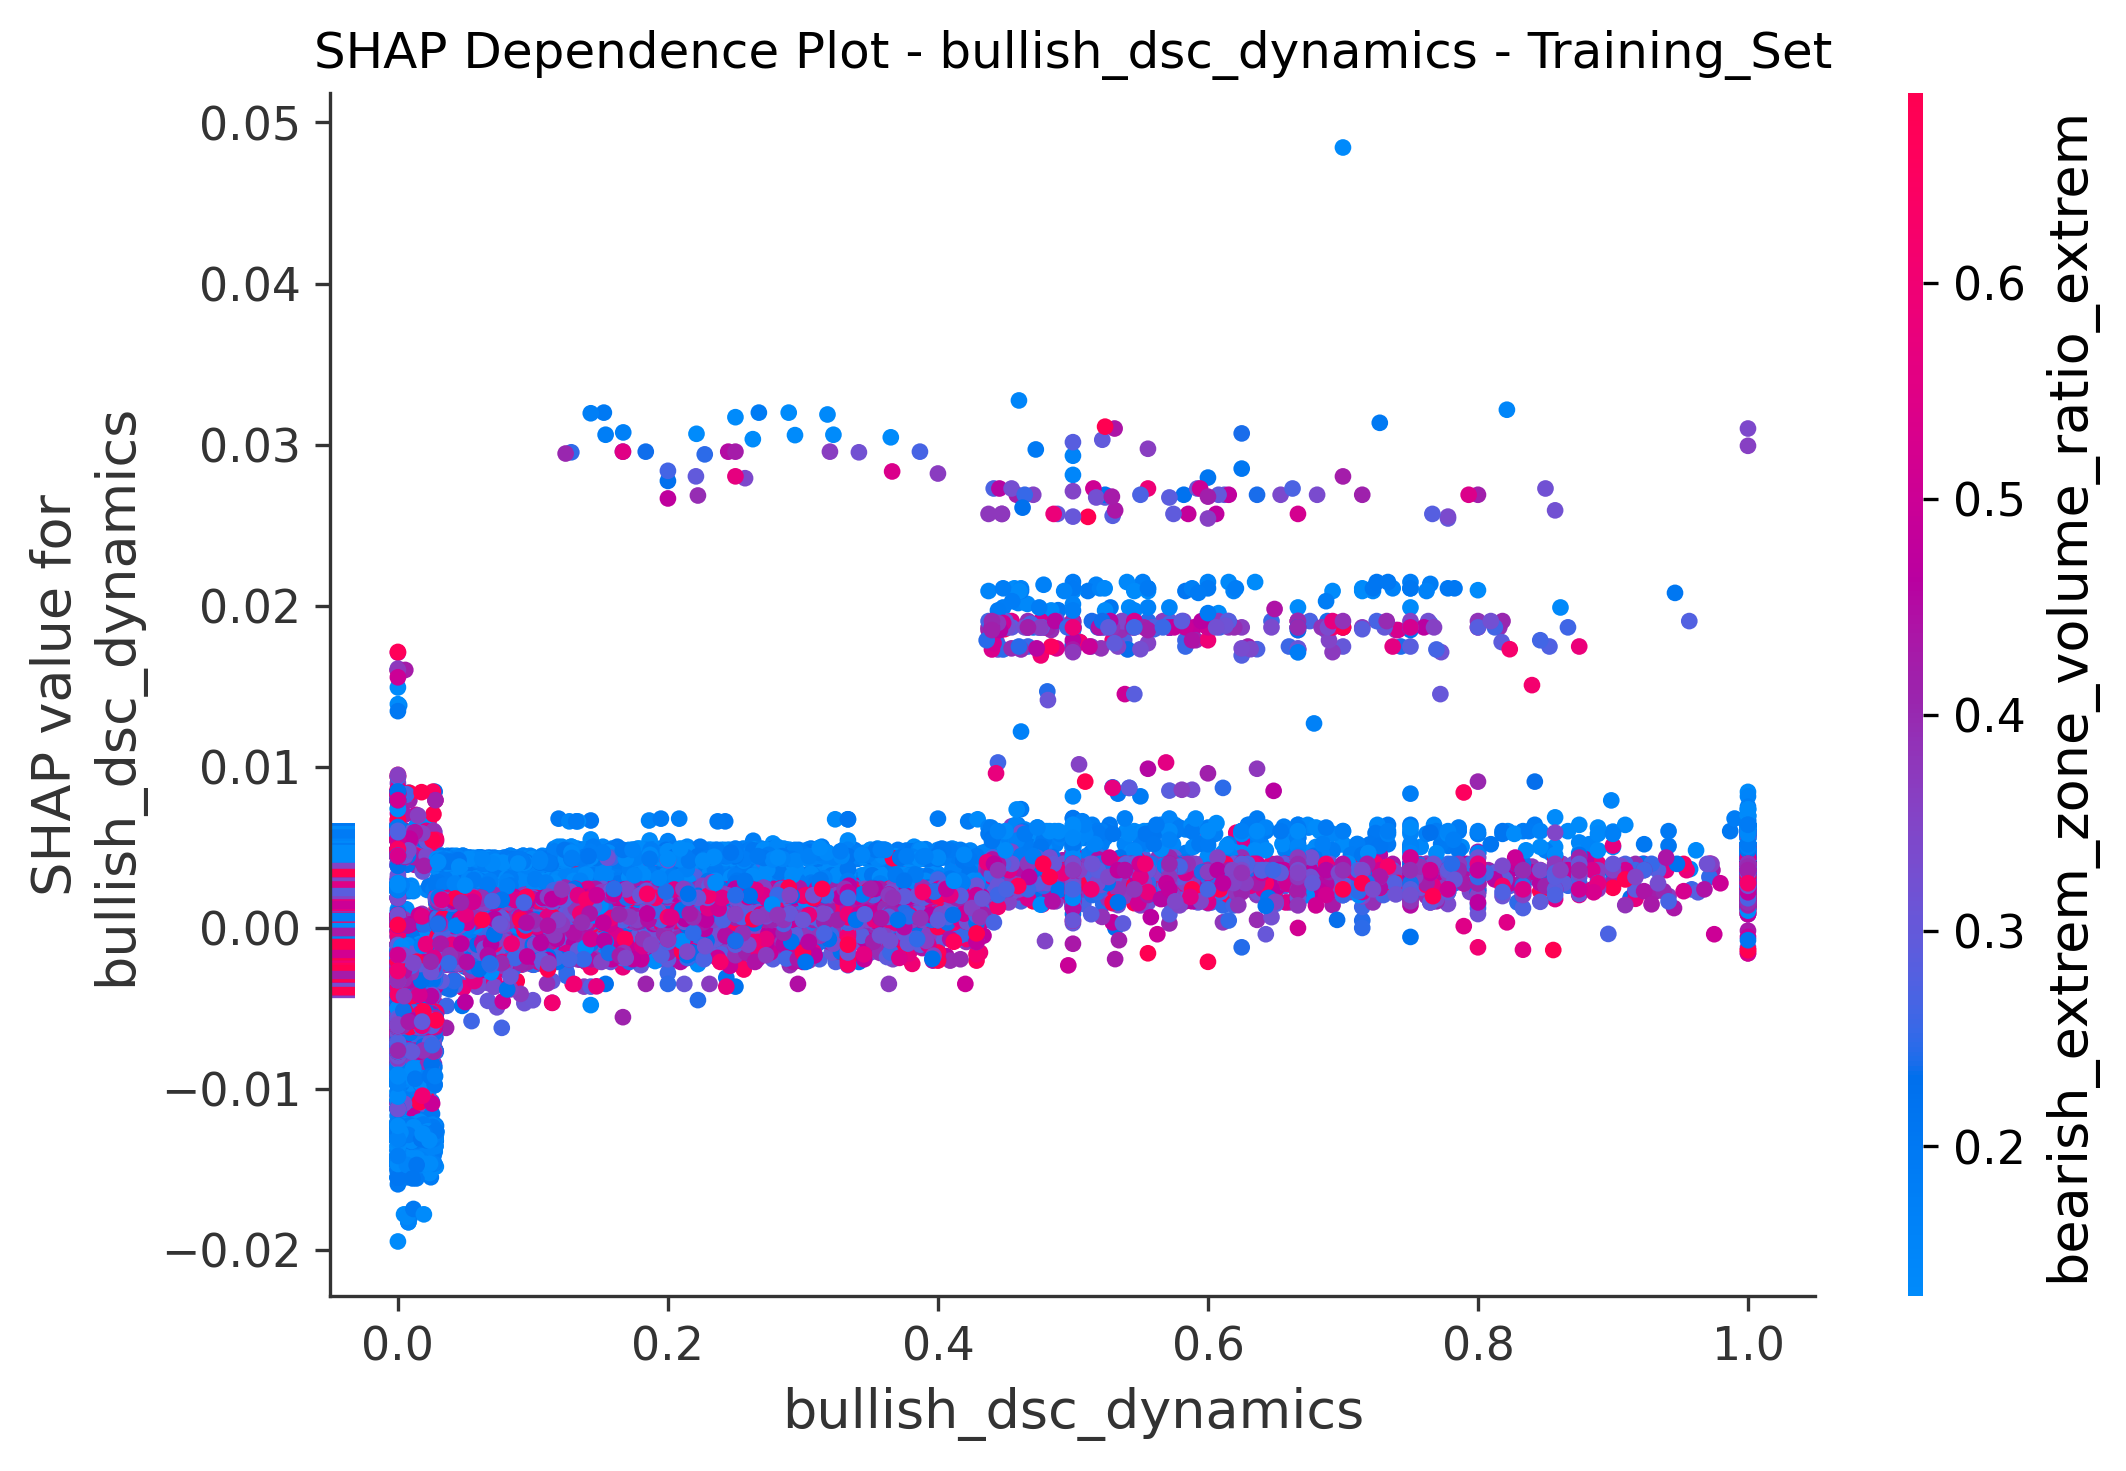 SHAP Dependence Plot - bullish_dsc_dynamics - Training_Set
0.05
0.04
0.03
0.02
0.01
0.00
−0.01
−0.02
SHAP value for
bullish_dsc_dynamics
0.0 0.2 0.4 0.6 0.8 1.0
bullish_dsc_dynamics
0.6
0.5
0.4
0.3
0.2
bearish_extrem_zone_volume_ratio_extrem